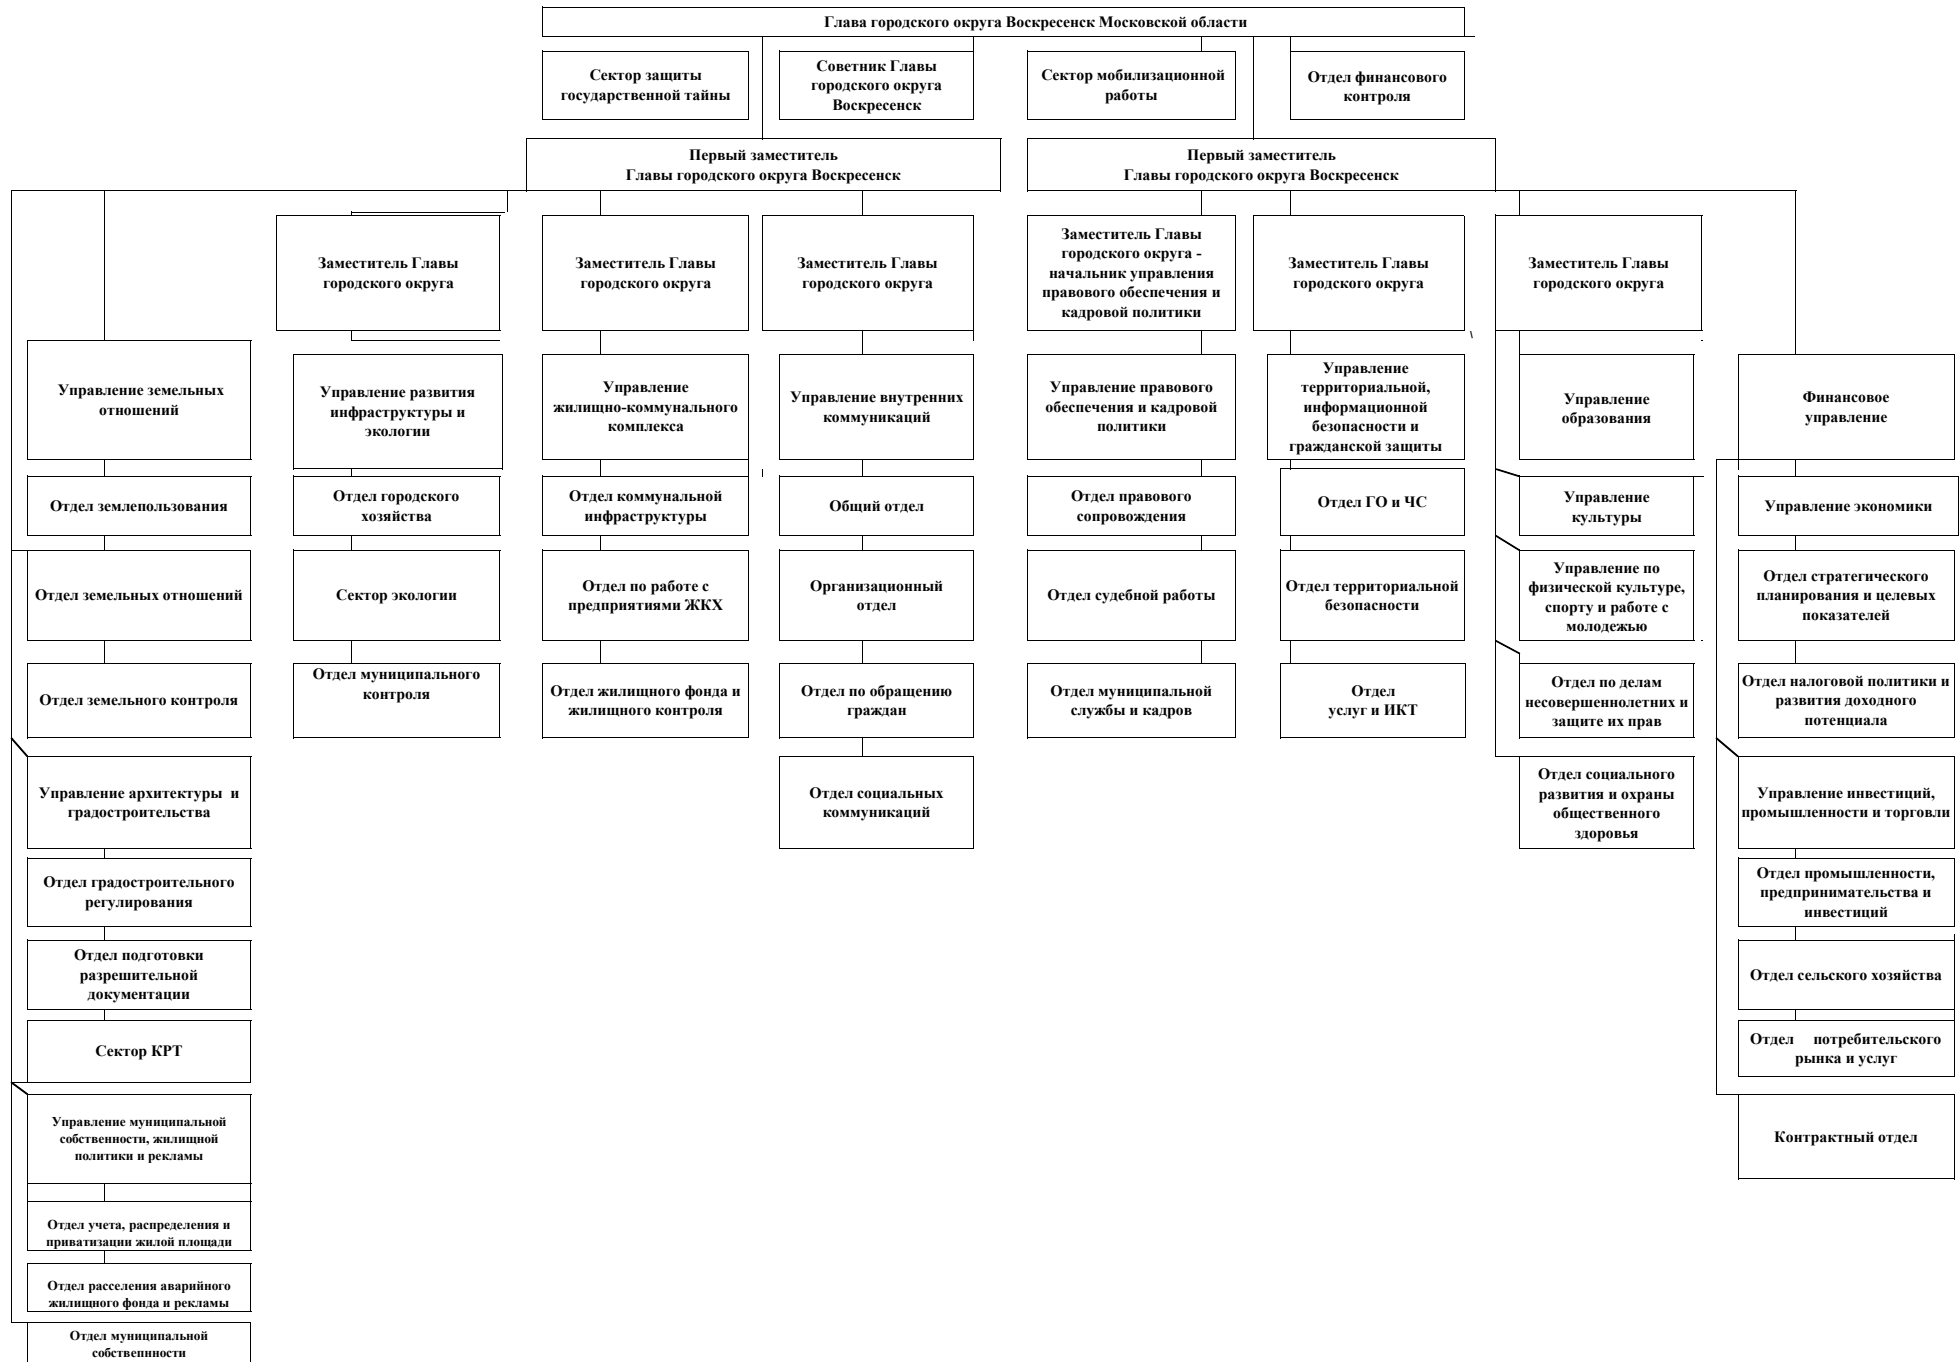 Глава городского округа Воскресенск Московской области
Сектор защиты
государственной тайны
Советник Главы
городского округа
Воскресенск
Сектор мобилизационной
работы
Отдел финансового
контроля
Первый заместитель
Главы городского округа Воскресенск
Первый заместитель
Главы городского округа Воскресенск
Заместитель Главы
городского округа
Заместитель Главы
городского округа
Заместитель Главы
городского округа
Заместитель Главы
городского округа -
начальник управления
правового обеспечения и
кадровой политики
Заместитель Главы
городского округа
Заместитель Главы
городского округа
Управление земельных
отношений
Управление развития
инфраструктуры и
экологии
Управление
жилищно-коммунального
комплекса
Управление внутренних
коммуникаций
Управление правового
обеспечения и кадровой
политики
Управление
территориальной,
информационной
безопасности и
гражданской защиты
Управление
образования
Финансовое
управление
Отдел землепользования
Отдел городского
хозяйства
Отдел коммунальной
инфраструктуры
Общий отдел
Отдел правового
сопровождения
Отдел ГО и ЧС
Управление
культуры
Управление экономики
Отдел земельных отношений
Сектор экологии
Отдел по работе с
предприятиями ЖКХ
Организационный
отдел
Отдел судебной работы
Отдел территориальной
безопасности
Управление по
физической культуре,
спорту и работе с
молодежью
Отдел стратегического
планирования и целевых
показателей
Отдел земельного контроля
Отдел муниципального
контроля
Отдел жилищного фонда и
жилищного контроля
Отдел по обращению
граждан
Отдел муниципальной
службы и кадров
Отдел
услуг и ИКТ
Отдел по делам
несовершеннолетних и
защите их прав
Отдел налоговой политики и
развития доходного
потенциала
Управление архитектуры и
градостроительства
Отдел социальных
коммуникаций
Отдел социального
развития и охраны
общественного
здоровья
Управление инвестиций,
промышленности и торговли
Отдел градостроительного
регулирования
Отдел промышленности,
предпринимательства и
инвестиций
Отдел подготовки
разрешительной
документации
Отдел сельского хозяйства
Сектор КРТ
Отдел потребительского
рынка и услуг
Управление муниципальной
собственности, жилищной
политики и рекламы
Контрактный отдел
Отдел учета, распределения и
приватизации жилой площади
Отдел расселения аварийного
жилищного фонда и рекламы
Отдел муниципальной
собствепнности